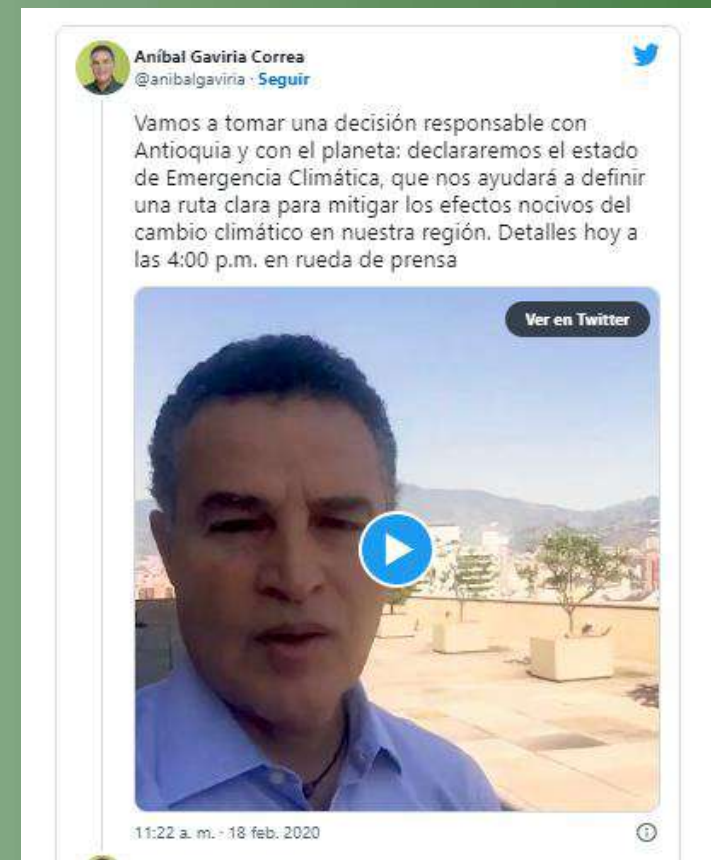 Aníbal Gaviria Correa
@anibalgaviria · Seguir
Vamos a tomar una decisión responsable con
Antioquia y con el planeta: declararemos el estado
de Emergencia Climática, que nos ayudará a definir
una ruta clara para mitigar los efectos nocivos del
cambio climático en nuestra región. Detalles hoy a
las 4:00 p.m. en rueda de prensa
Ver en Twitter
11:22 a. m. · 18 feb. 2020